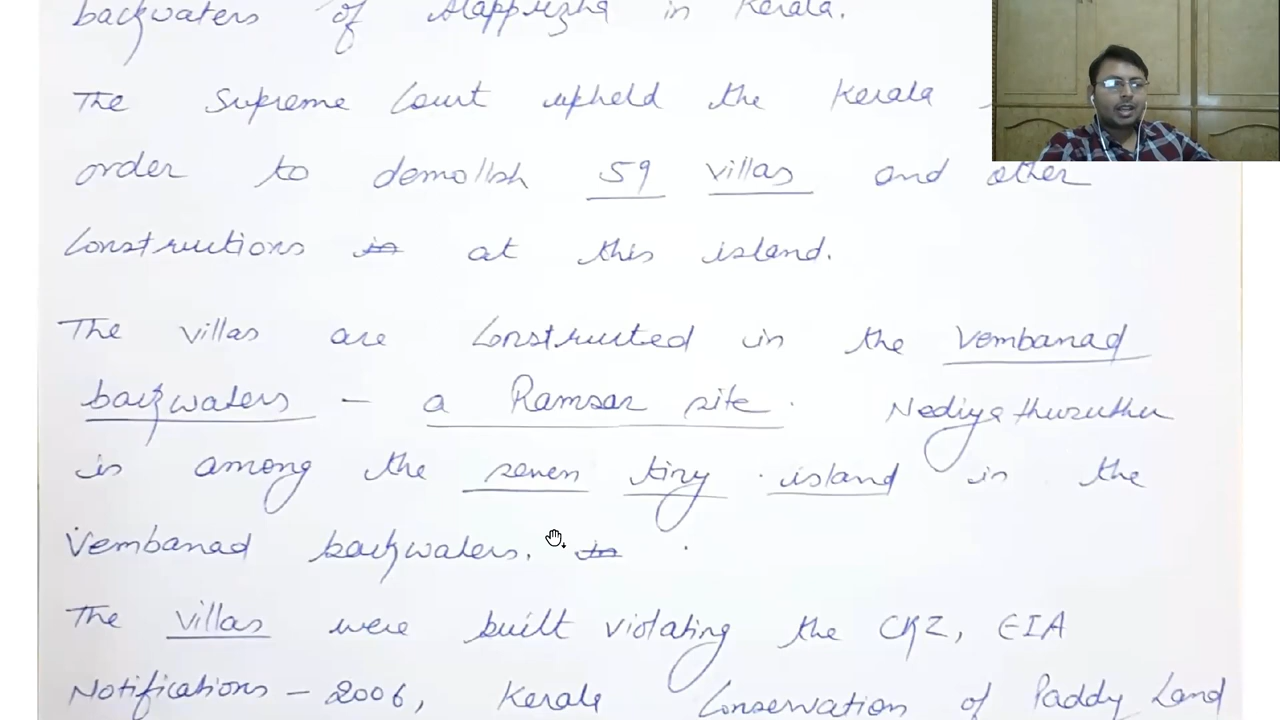 backwaters of Alappuzha in Kerala.
The Supreme Court upheld the Kerala
order to demolish 59 villas and other
Constructions in at this island.
The villas are Constructed in the Vembanad
backwaters - a Ramsar site. Nediyathuruthu
is among the seven tiny island in the
Vembanad backwaters. in
The villas were built violating the CRZ, EIA
Notifications - 2006, Kerala Conservation of Paddy Land